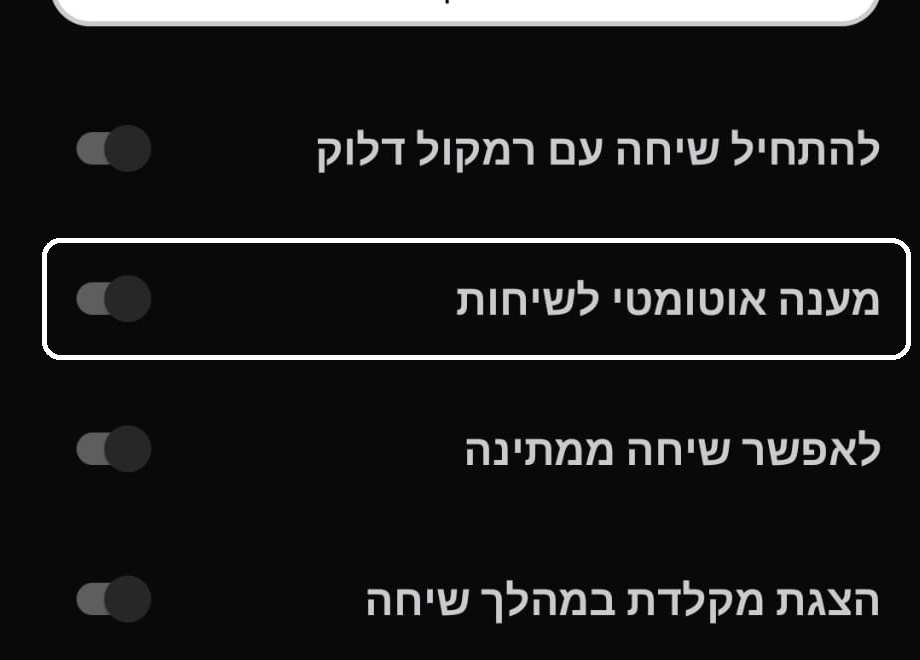 להתחיל שיחה עם רמקול דלוק
מענה אוטומטי לשיחות
לאפשר שיחה ממתינה
הצגת מקלדת במהלך שיחה